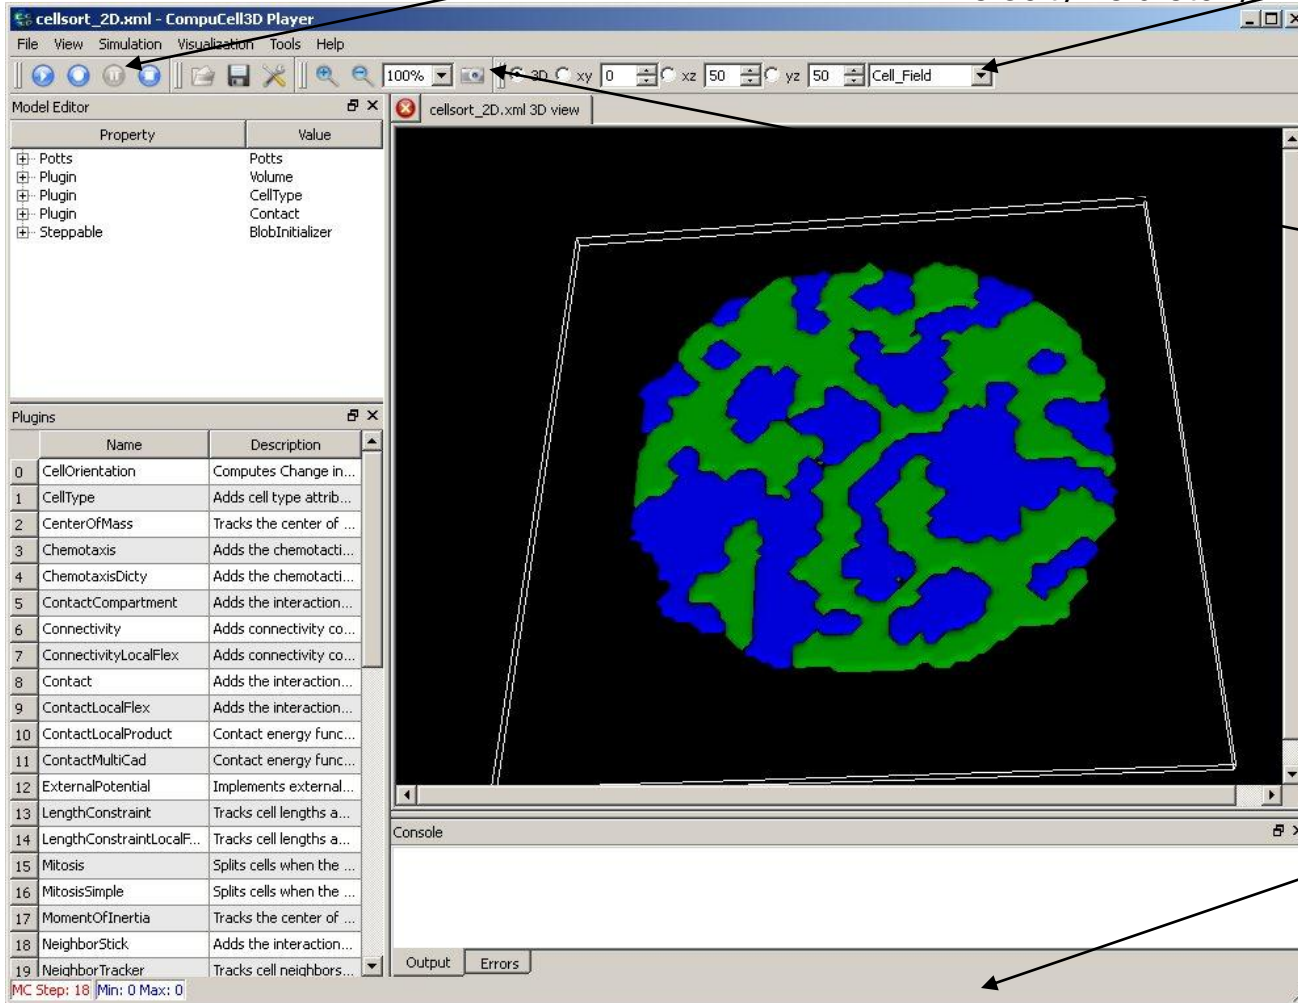 cellsort_2D.xml - CompuCell3D Player
File View Simulation Visualization Tools Help
100% 3D xy 0 xz 50 yz 50 Cell_Field
Model Editor
cellsort_2D.xml 3D view
Property Value
Potts Potts
Plugin Volume
Plugin CellType
Plugin Contact
Steppable BlobInitializer
Plugins
Name Description
0 CellOrientation Computes Change in...
1 CellType Adds cell type attrib...
2 CenterOfMass Tracks the center of ...
3 Chemotaxis Adds the chemotacti...
4 ChemotaxisDicty Adds the chemotacti...
5 ContactCompartment Adds the interaction...
6 Connectivity Adds connectivity co...
7 ConnectivityLocalFlex Adds connectivity co...
8 Contact Adds the interaction...
9 ContactLocalFlex Adds the interaction...
10 ContactLocalProduct Contact energy func...
11 ContactMultiCad Contact energy func...
12 ExternalPotential Implements external...
13 LengthConstraint Tracks cell lengths a...
14 LengthConstraintLocalF... Tracks cell lengths a...
15 Mitosis Splits cells when the ...
16 MitosisSimple Splits cells when the ...
17 MomentOfInertia Tracks the center of ...
18 NeighborStick Adds the interaction...
19 NeighborTracker Tracks cell neighbors...
Console
Output Errors
MC Step: 18 Min: 0 Max: 0